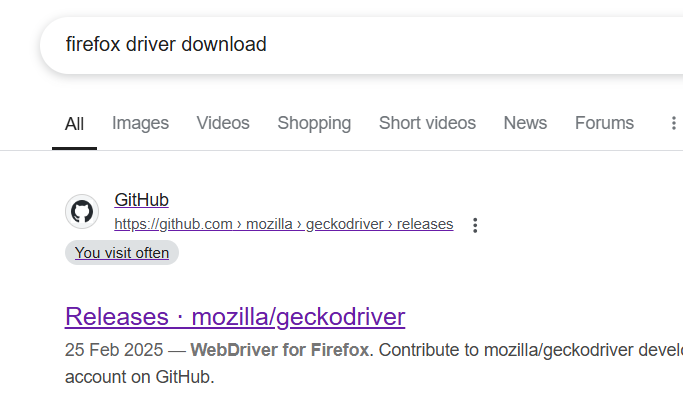 firefox driver download
All Images Videos Shopping Short videos News Forums
GitHub
https://github.com › mozilla › geckodriver › releases
You visit often
Releases · mozilla/geckodriver
25 Feb 2025 — WebDriver for Firefox. Contribute to mozilla/geckodriver
account on GitHub.